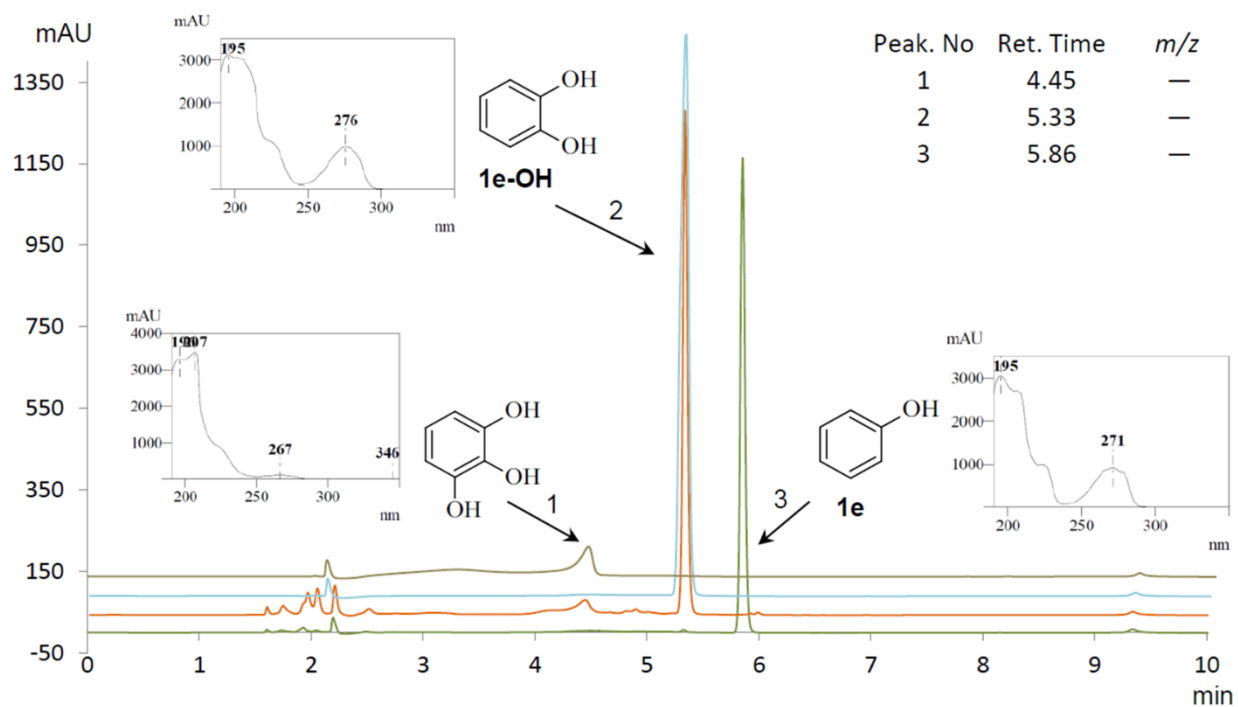 mAU
1350
1150
950
750
550
350
150
-50
0 1 2 3 4 5 6 7 8 9 10
min
mAU
3000
2000
1000
195
276
200 250 300
nm
OH
OH
1e-OH
2
Peak. No Ret. Time m/z
1 4.45 —
2 5.33 —
3 5.86 —
mAU
4000
3000
2000
1000
207
267
346
200 250 300
nm
OH
OH
OH
1
OH
1e
3
mAU
3000
2000
1000
195
271
200 250 300
nm